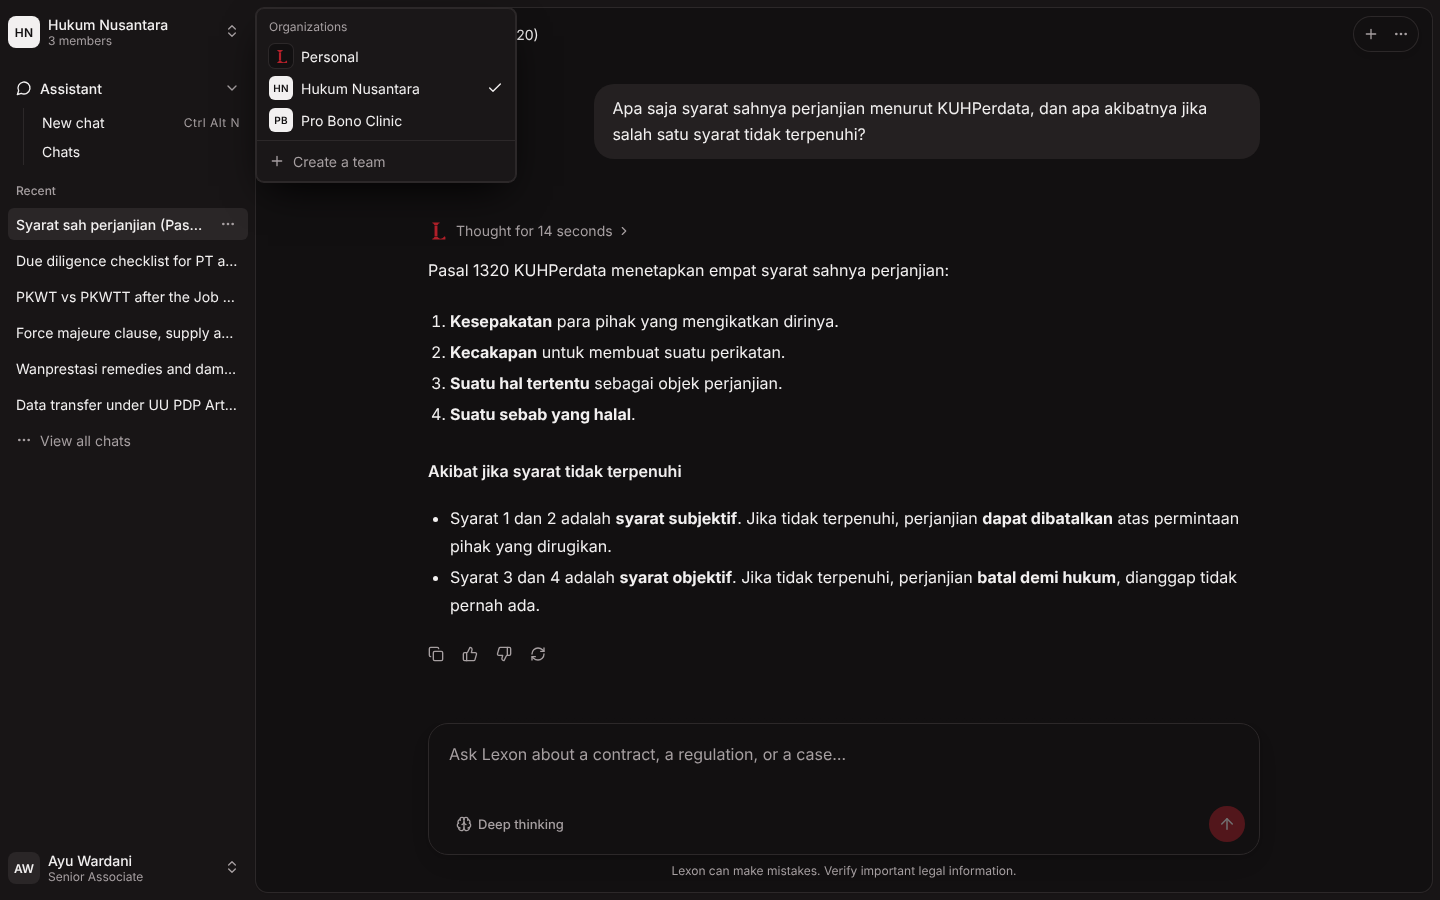 HN
Hukum Nusantara
3 members
Assistant
New chat
Ctrl Alt N
Chats
Recent
Syarat sah perjanjian (Pas...
Due diligence checklist for PT a...
PKWT vs PKWTT after the Job ...
Force majeure clause, supply a...
Wanprestasi remedies and dam...
Data transfer under UU PDP Art...
View all chats
AW
Ayu Wardani
Senior Associate
Organizations
L
Personal
HN
Hukum Nusantara
PB
Pro Bono Clinic
Create a team
20)
Apa saja syarat sahnya perjanjian menurut KUHPerdata, dan apa akibatnya jika
salah satu syarat tidak terpenuhi?
L
Thought for 14 seconds
Pasal 1320 KUHPerdata menetapkan empat syarat sahnya perjanjian:
1. Kesepakatan para pihak yang mengikatkan dirinya.
2. Kecakapan untuk membuat suatu perikatan.
3. Suatu hal tertentu sebagai objek perjanjian.
4. Suatu sebab yang halal.
Akibat jika syarat tidak terpenuhi
• Syarat 1 dan 2 adalah syarat subjektif. Jika tidak terpenuhi, perjanjian dapat dibatalkan atas permintaan
pihak yang dirugikan.
• Syarat 3 dan 4 adalah syarat objektif. Jika tidak terpenuhi, perjanjian batal demi hukum, dianggap tidak
pernah ada.
Ask Lexon about a contract, a regulation, or a case...
Deep thinking
Lexon can make mistakes. Verify important legal information.